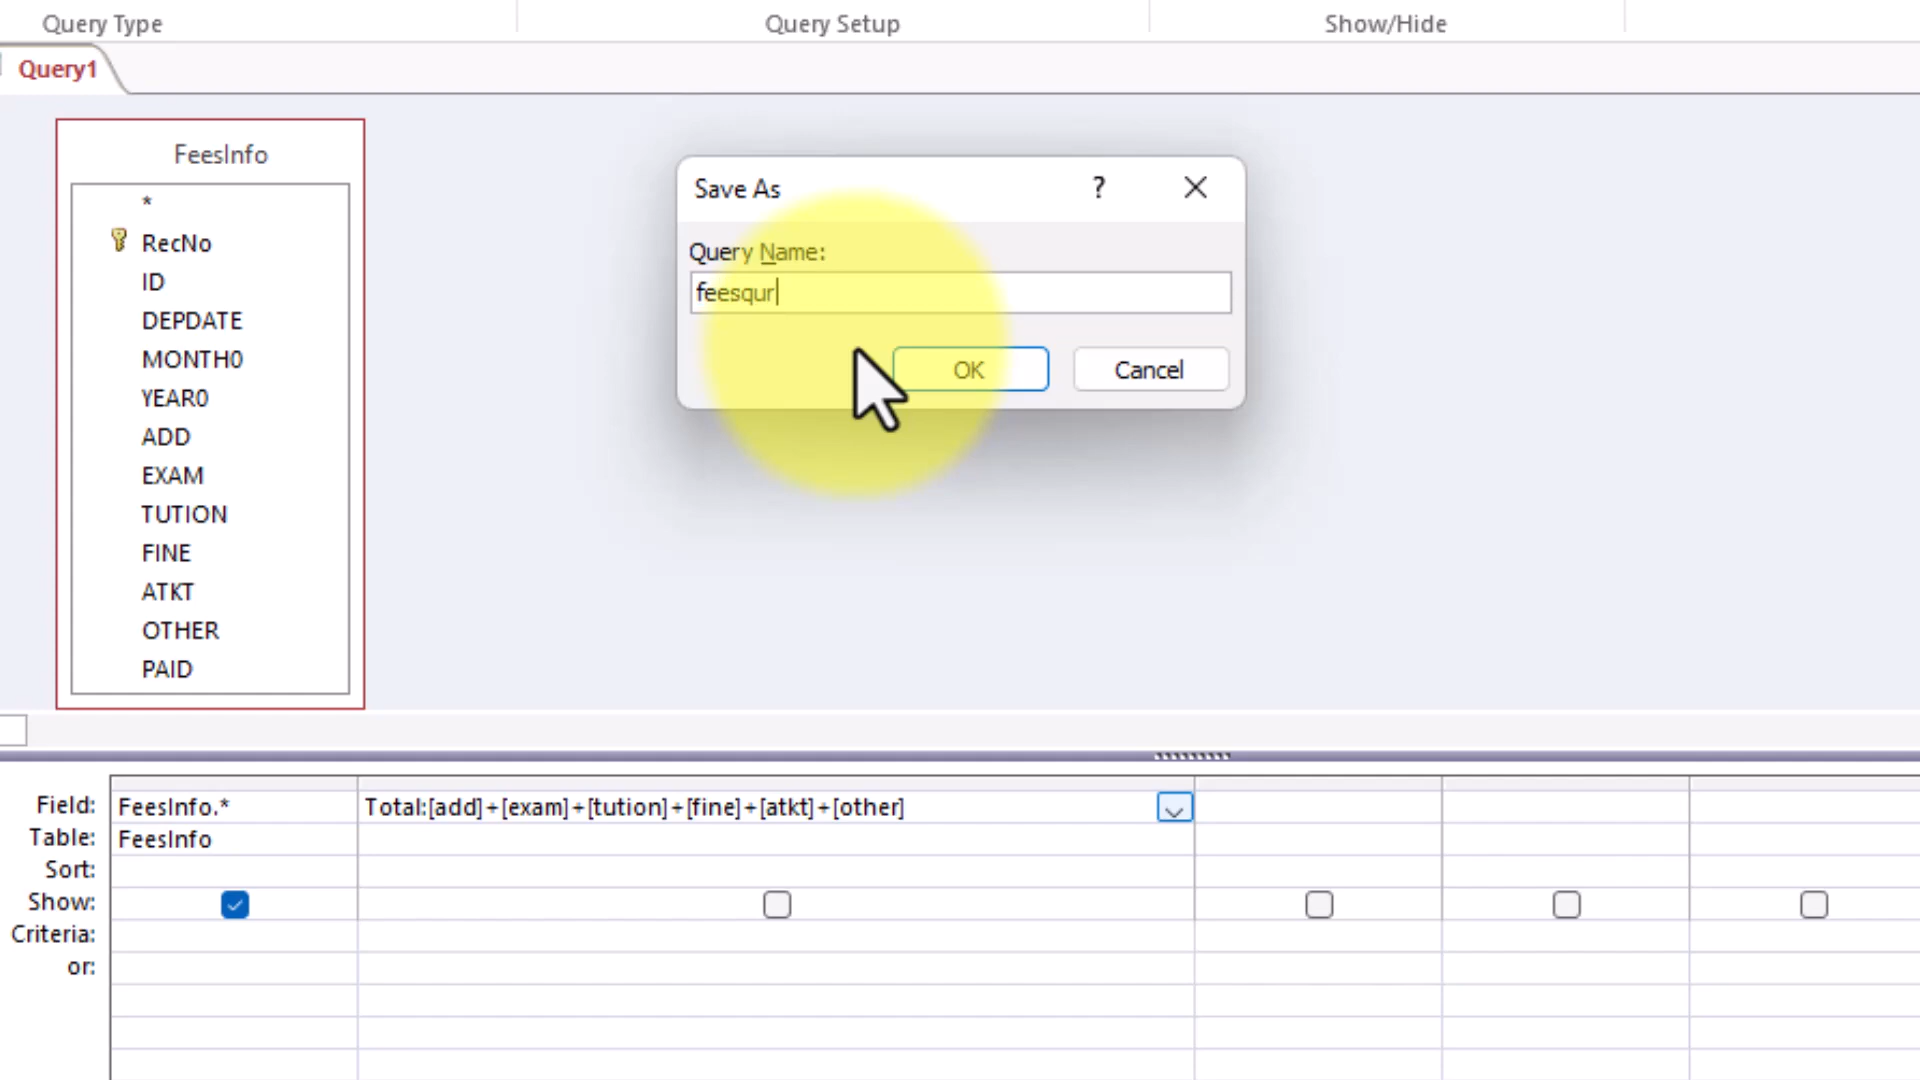 Query Type
Query Setup
Show/Hide
Query1
FeesInfo
*
RecNo
ID
DEPDATE
MONTH0
YEAR0
ADD
EXAM
TUTION
FINE
ATKT
OTHER
PAID
Save As
?
Query Name:
feesqur
OK
Cancel
Field: FeesInfo.* Total:[add]+[exam]+[tution]+[fine]+[atkt]+[other]
Table: FeesInfo
Sort:
Show:
Criteria:
or: